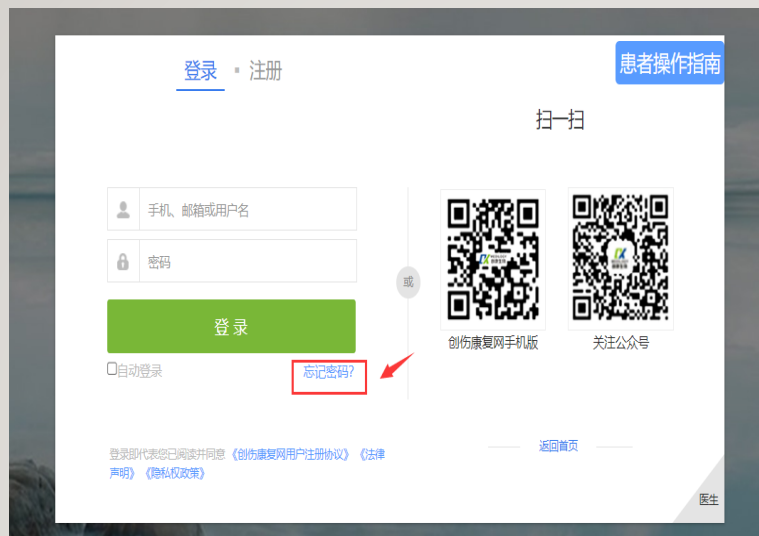 登录 ▪ 注册
患者操作指南
扫一扫
手机、邮箱或用户名
密码
登录
自动登录
忘记密码?
登录即代表您已阅读并同意《创伤康复网用户注册协议》《法律
声明》《隐私权政策》
或
创伤康复网手机版
关注公众号
返回首页
医生